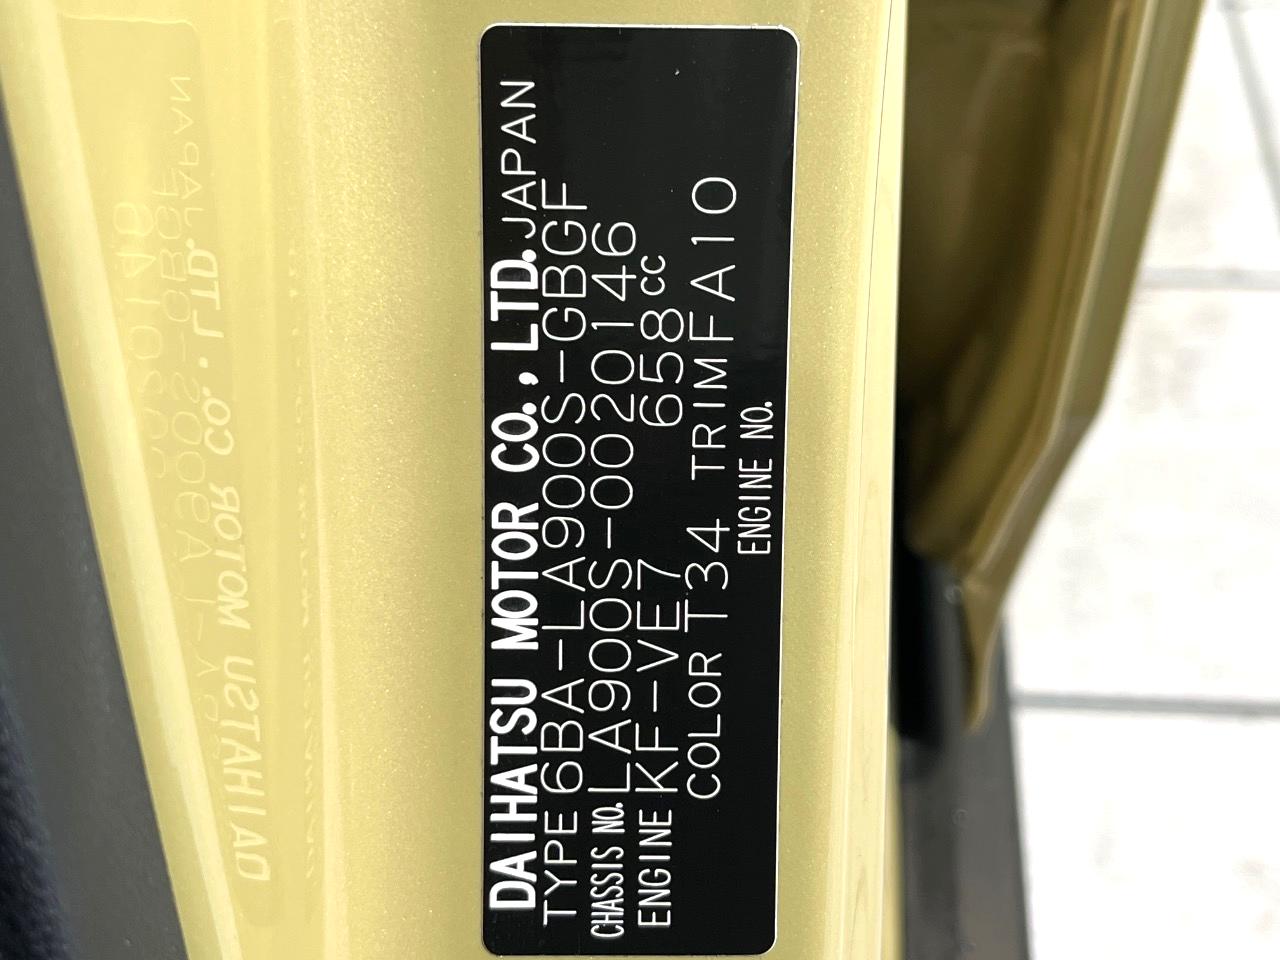 DAIHATSU MOTOR CO., LTD. JAPAN
TYPE 6BA-LA900S-GBGF
CHASSIS NO. LA900S-0020146
ENGINE KF-VE7 658cc
COLOR T34 TRIM FA10
ENGINE NO.